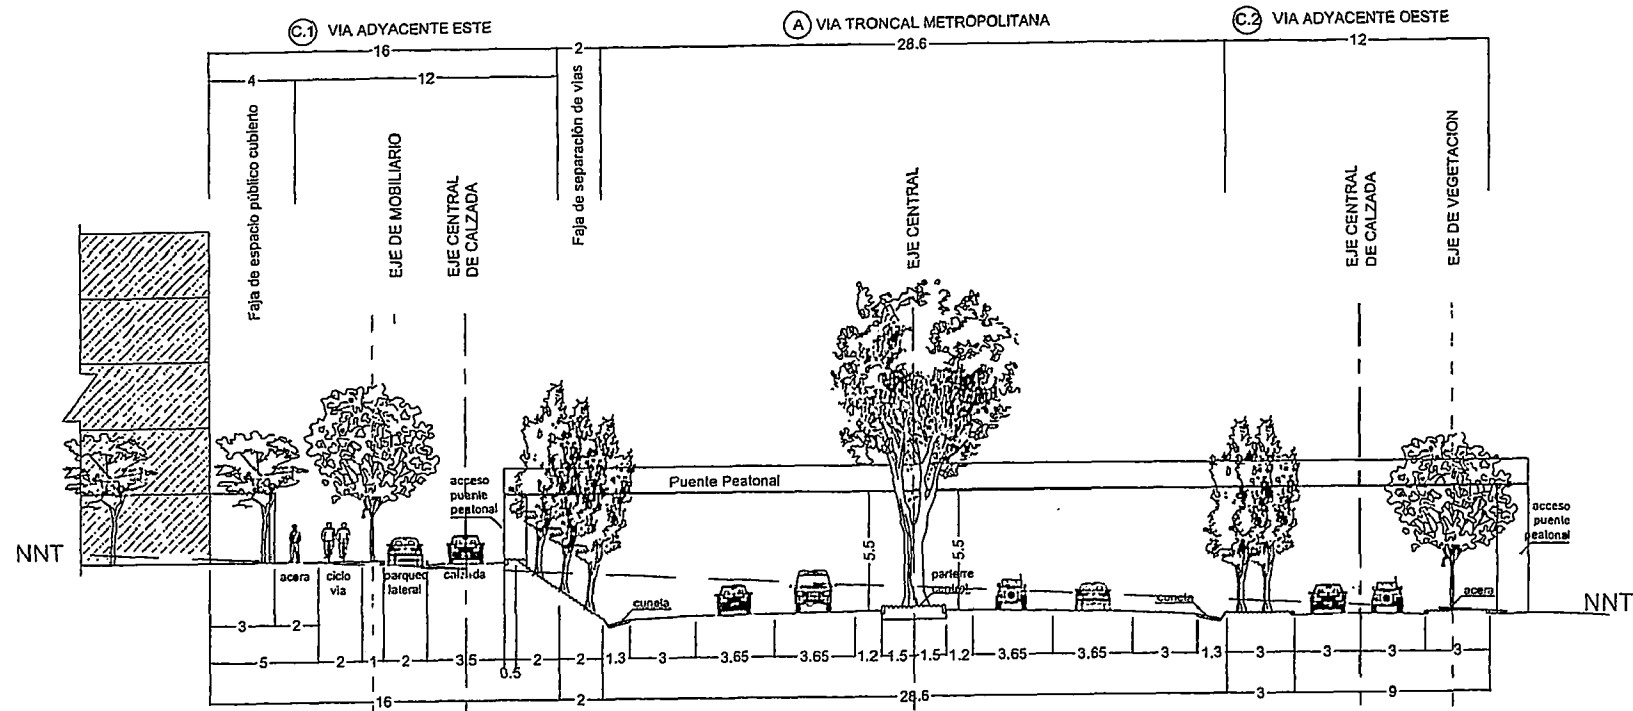 C.1 VIA ADYACENTE ESTE
A VIA TRONCAL METROPOLITANA
C.2 VIA ADYACENTE OESTE
16
2
28.6
12
4
12
Faja de espacio público cubierto
EJE DE MOBILIARIO
EJE CENTRAL
DE CALZADA
Faja de separación de vías
EJE CENTRAL
EJE CENTRAL
DE CALZADA
EJE DE VEGETACION
acceso
puente
peatonal
Puente Peatonal
acceso
puente
peatonal
NNT
5.5
5.5
acera
ciclo
via
parqueo
lateral
calzada
cuneta
parterre
central
cuneta
acera
NNT
3
2
5
2
1
2
3.5
0.5
2
2
1.3
3
3.65
3.65
1.2
1.5
1.5
1.2
3.65
3.65
3
1.3
3
3
3
3
16
2
28.6
3
9